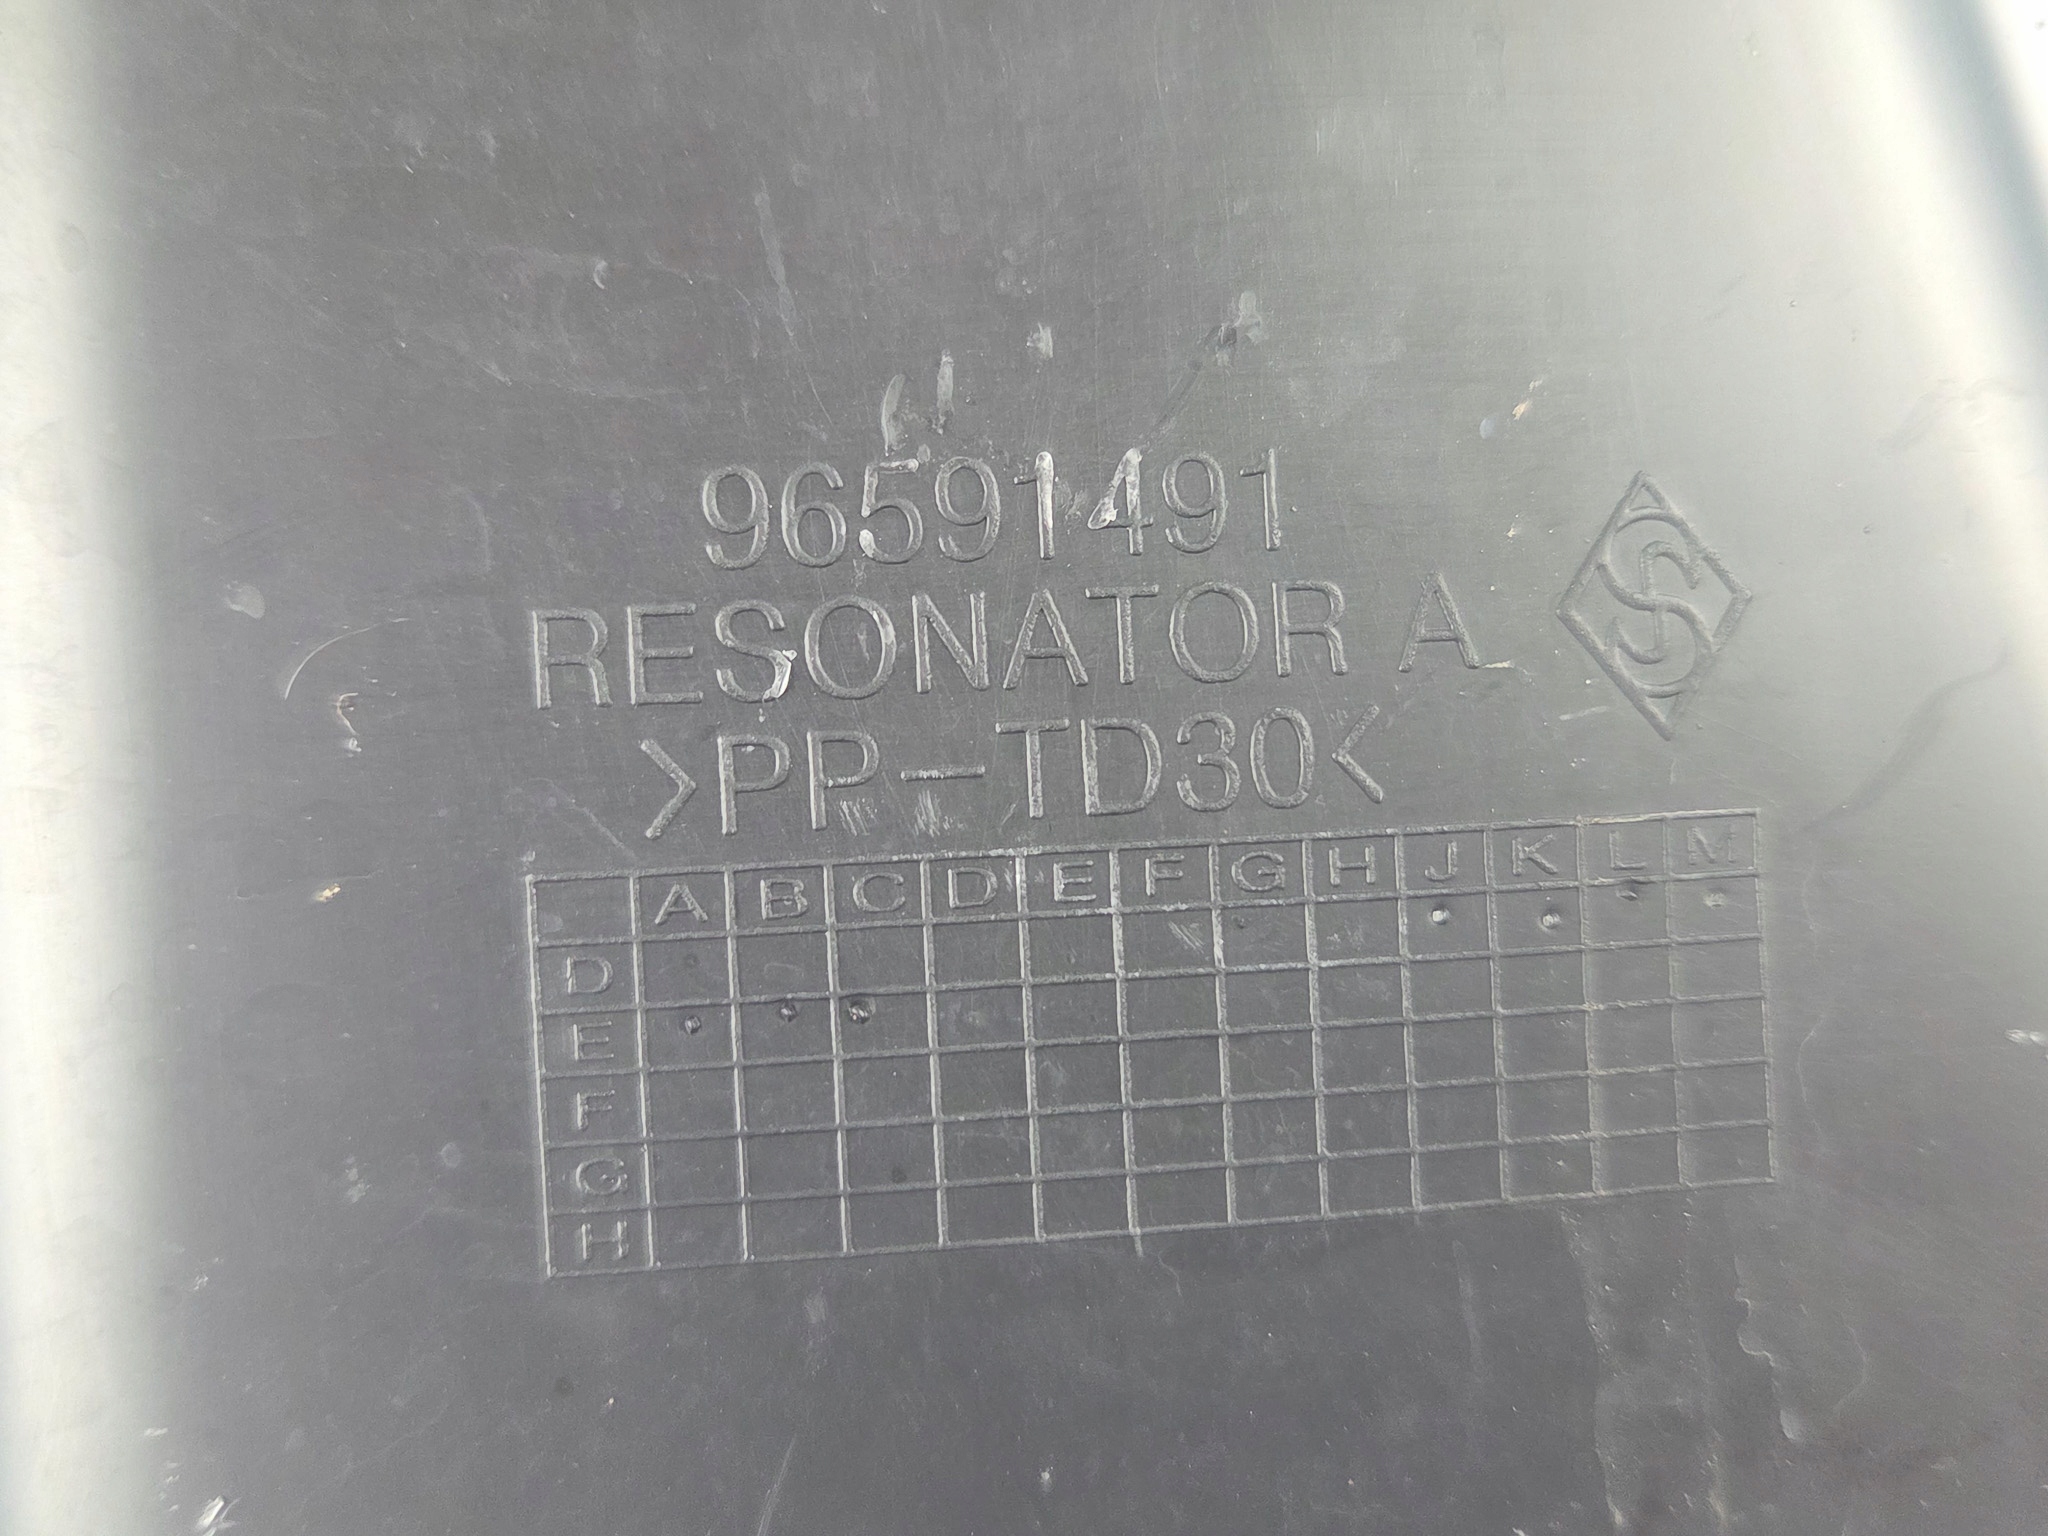 96591491
RESONATOR A
>PP-TD30<
A B C D E F G H J K L M
D
E
F
G
H